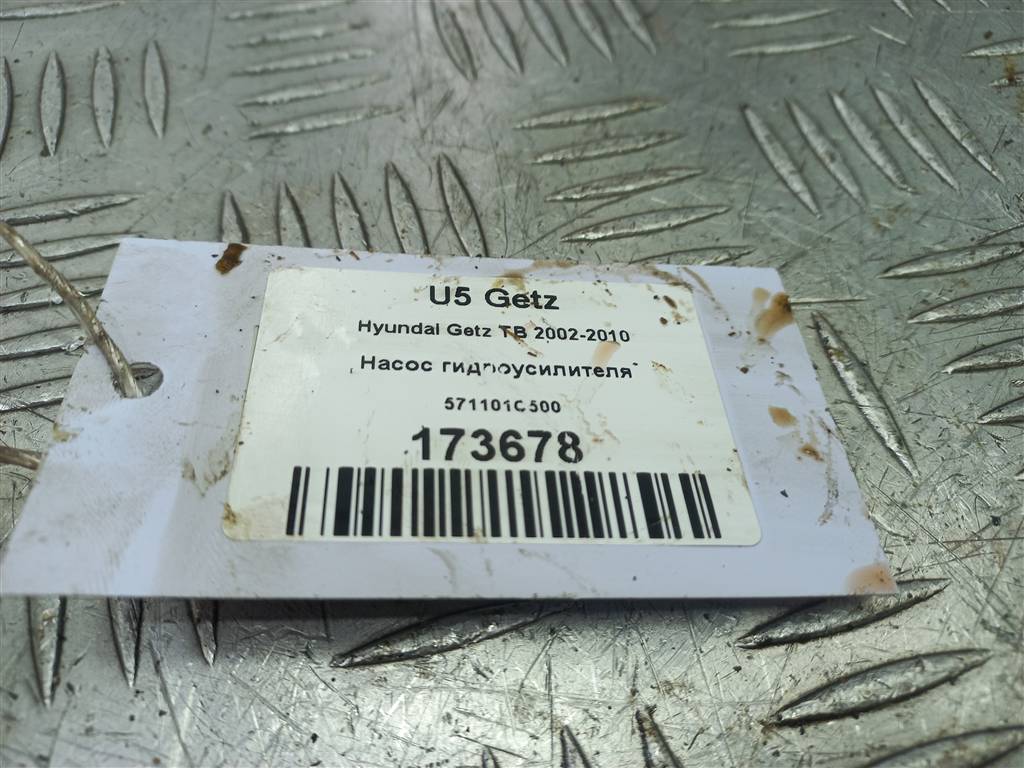 U5 Getz
Hyundai Getz TB 2002-2010
Насос гидроусилителя
571101C500
173678